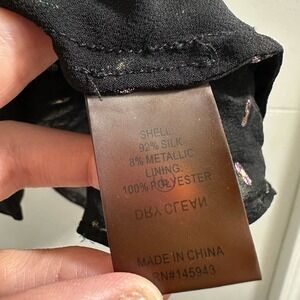 SHELL
92% SILK
8% METALLIC
LINING:
100% POLYESTER
DRY CLEAN
MADE IN CHINA
RN#145943